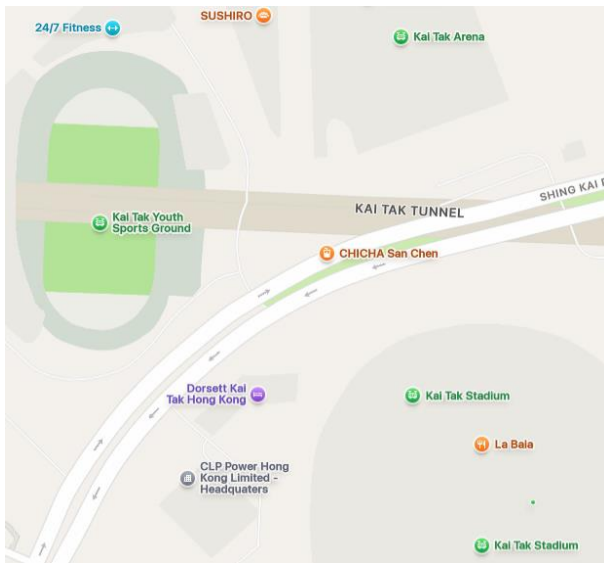 SUSHIRO
24/7 Fitness
Kai Tak Arena
SHING KAI
KAI TAK TUNNEL
Kai Tak Youth
Sports Ground
CHICHA San Chen
Dorsett Kai
Tak Hong Kong
Kai Tak Stadium
La Bala
CLP Power Hong
Kong Limited -
Headquaters
Kai Tak Stadium